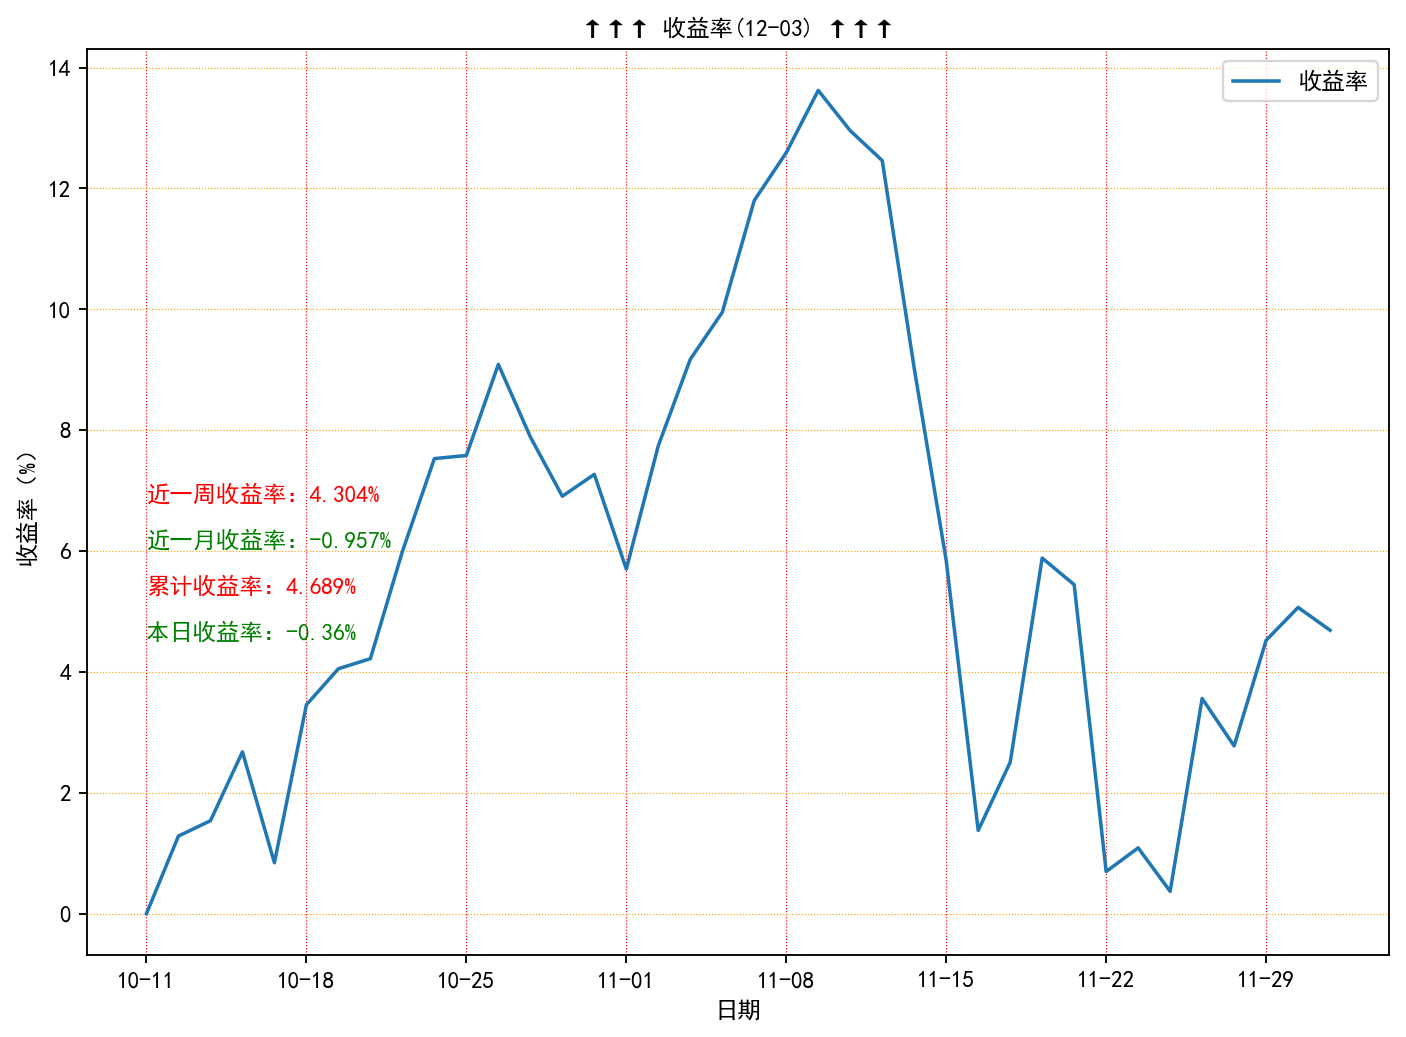 ↑↑↑ 收益率(12-03) ↑↑↑
收益率
14
12
10
8
6
4
2
0
收益率 (%)
近一周收益率: 4.304%
近一月收益率: -0.957%
累计收益率: 4.689%
本日收益率: -0.36%
10-11 10-18 10-25 11-01 11-08 11-15 11-22 11-29
日期